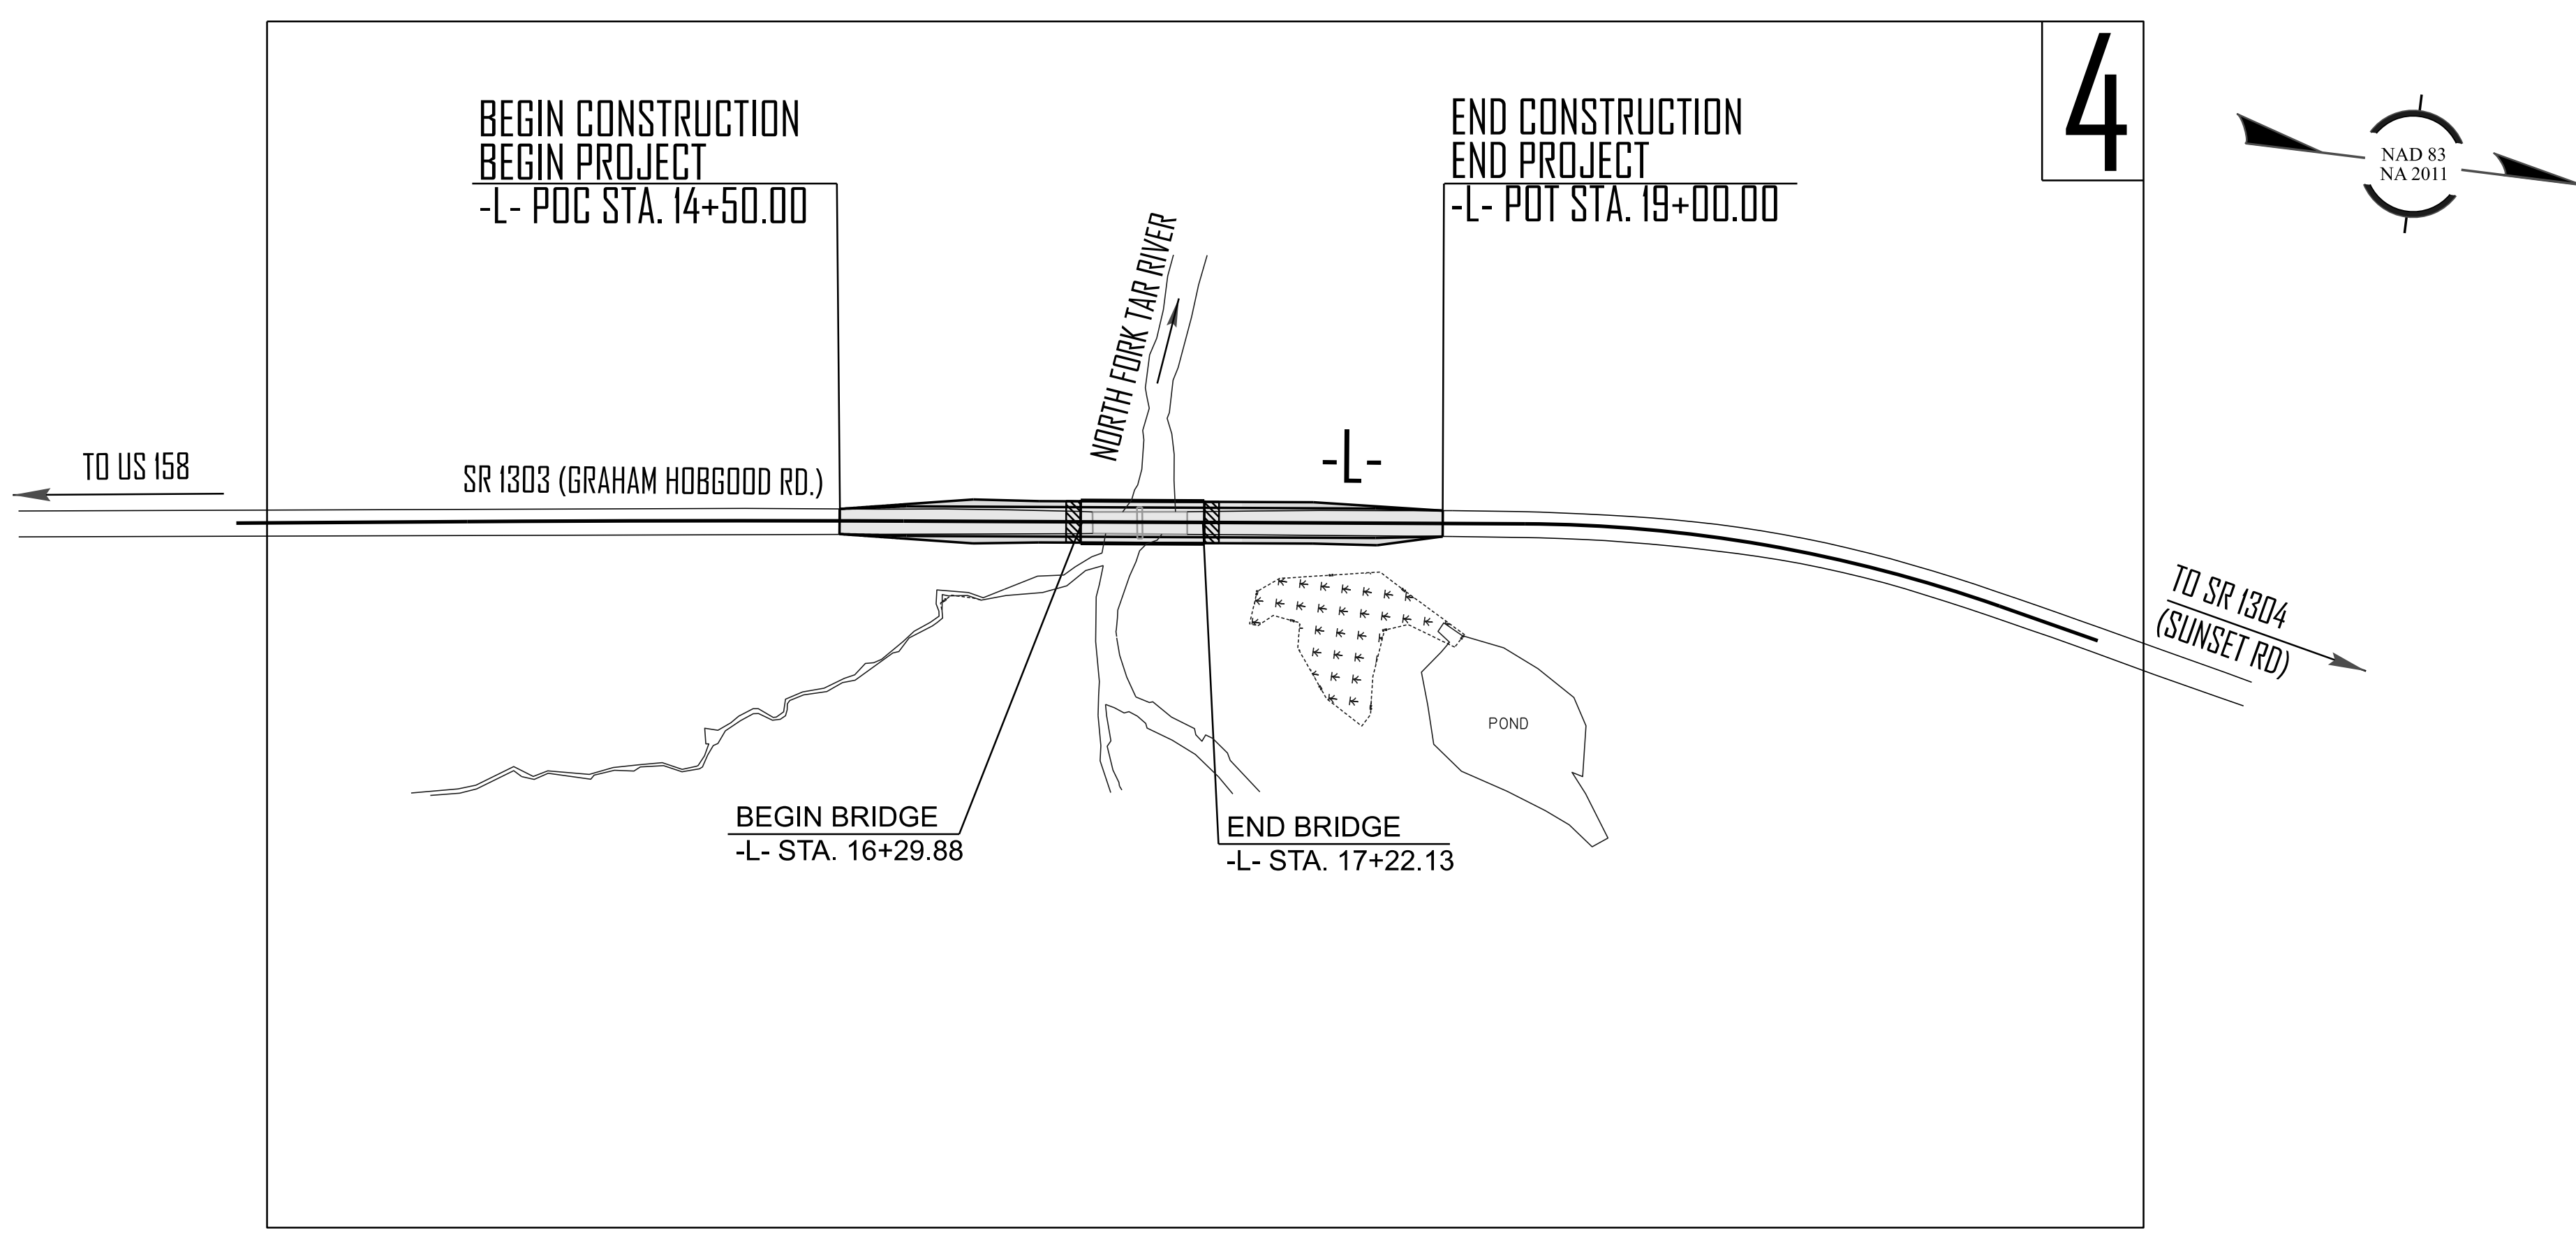 4
BEGIN CONSTRUCTION
BEGIN PROJECT
-L- POC STA. 14+50.00
END CONSTRUCTION
END PROJECT
-L- POT STA. 19+00.00
NAD 83
NA 2011
NORTH FORK TAR RIVER
-L-
TO US 158
SR 1303 (GRAHAM HOBGOOD RD.)
TO SR 1304
(SUNSET RD)
POND
BEGIN BRIDGE
-L- STA. 16+29.88
END BRIDGE
-L- STA. 17+22.13